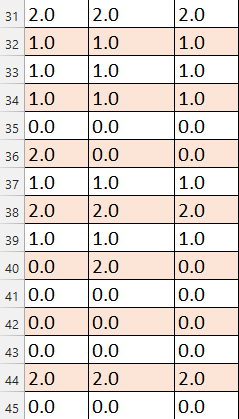 31 2.0 2.0 2.0
32 1.0 1.0 1.0
33 1.0 1.0 1.0
34 1.0 1.0 1.0
35 0.0 0.0 0.0
36 2.0 0.0 0.0
37 1.0 1.0 1.0
38 2.0 2.0 2.0
39 1.0 1.0 1.0
40 0.0 2.0 0.0
41 0.0 0.0 0.0
42 0.0 0.0 0.0
43 0.0 0.0 0.0
44 2.0 2.0 2.0
45 0.0 0.0 0.0